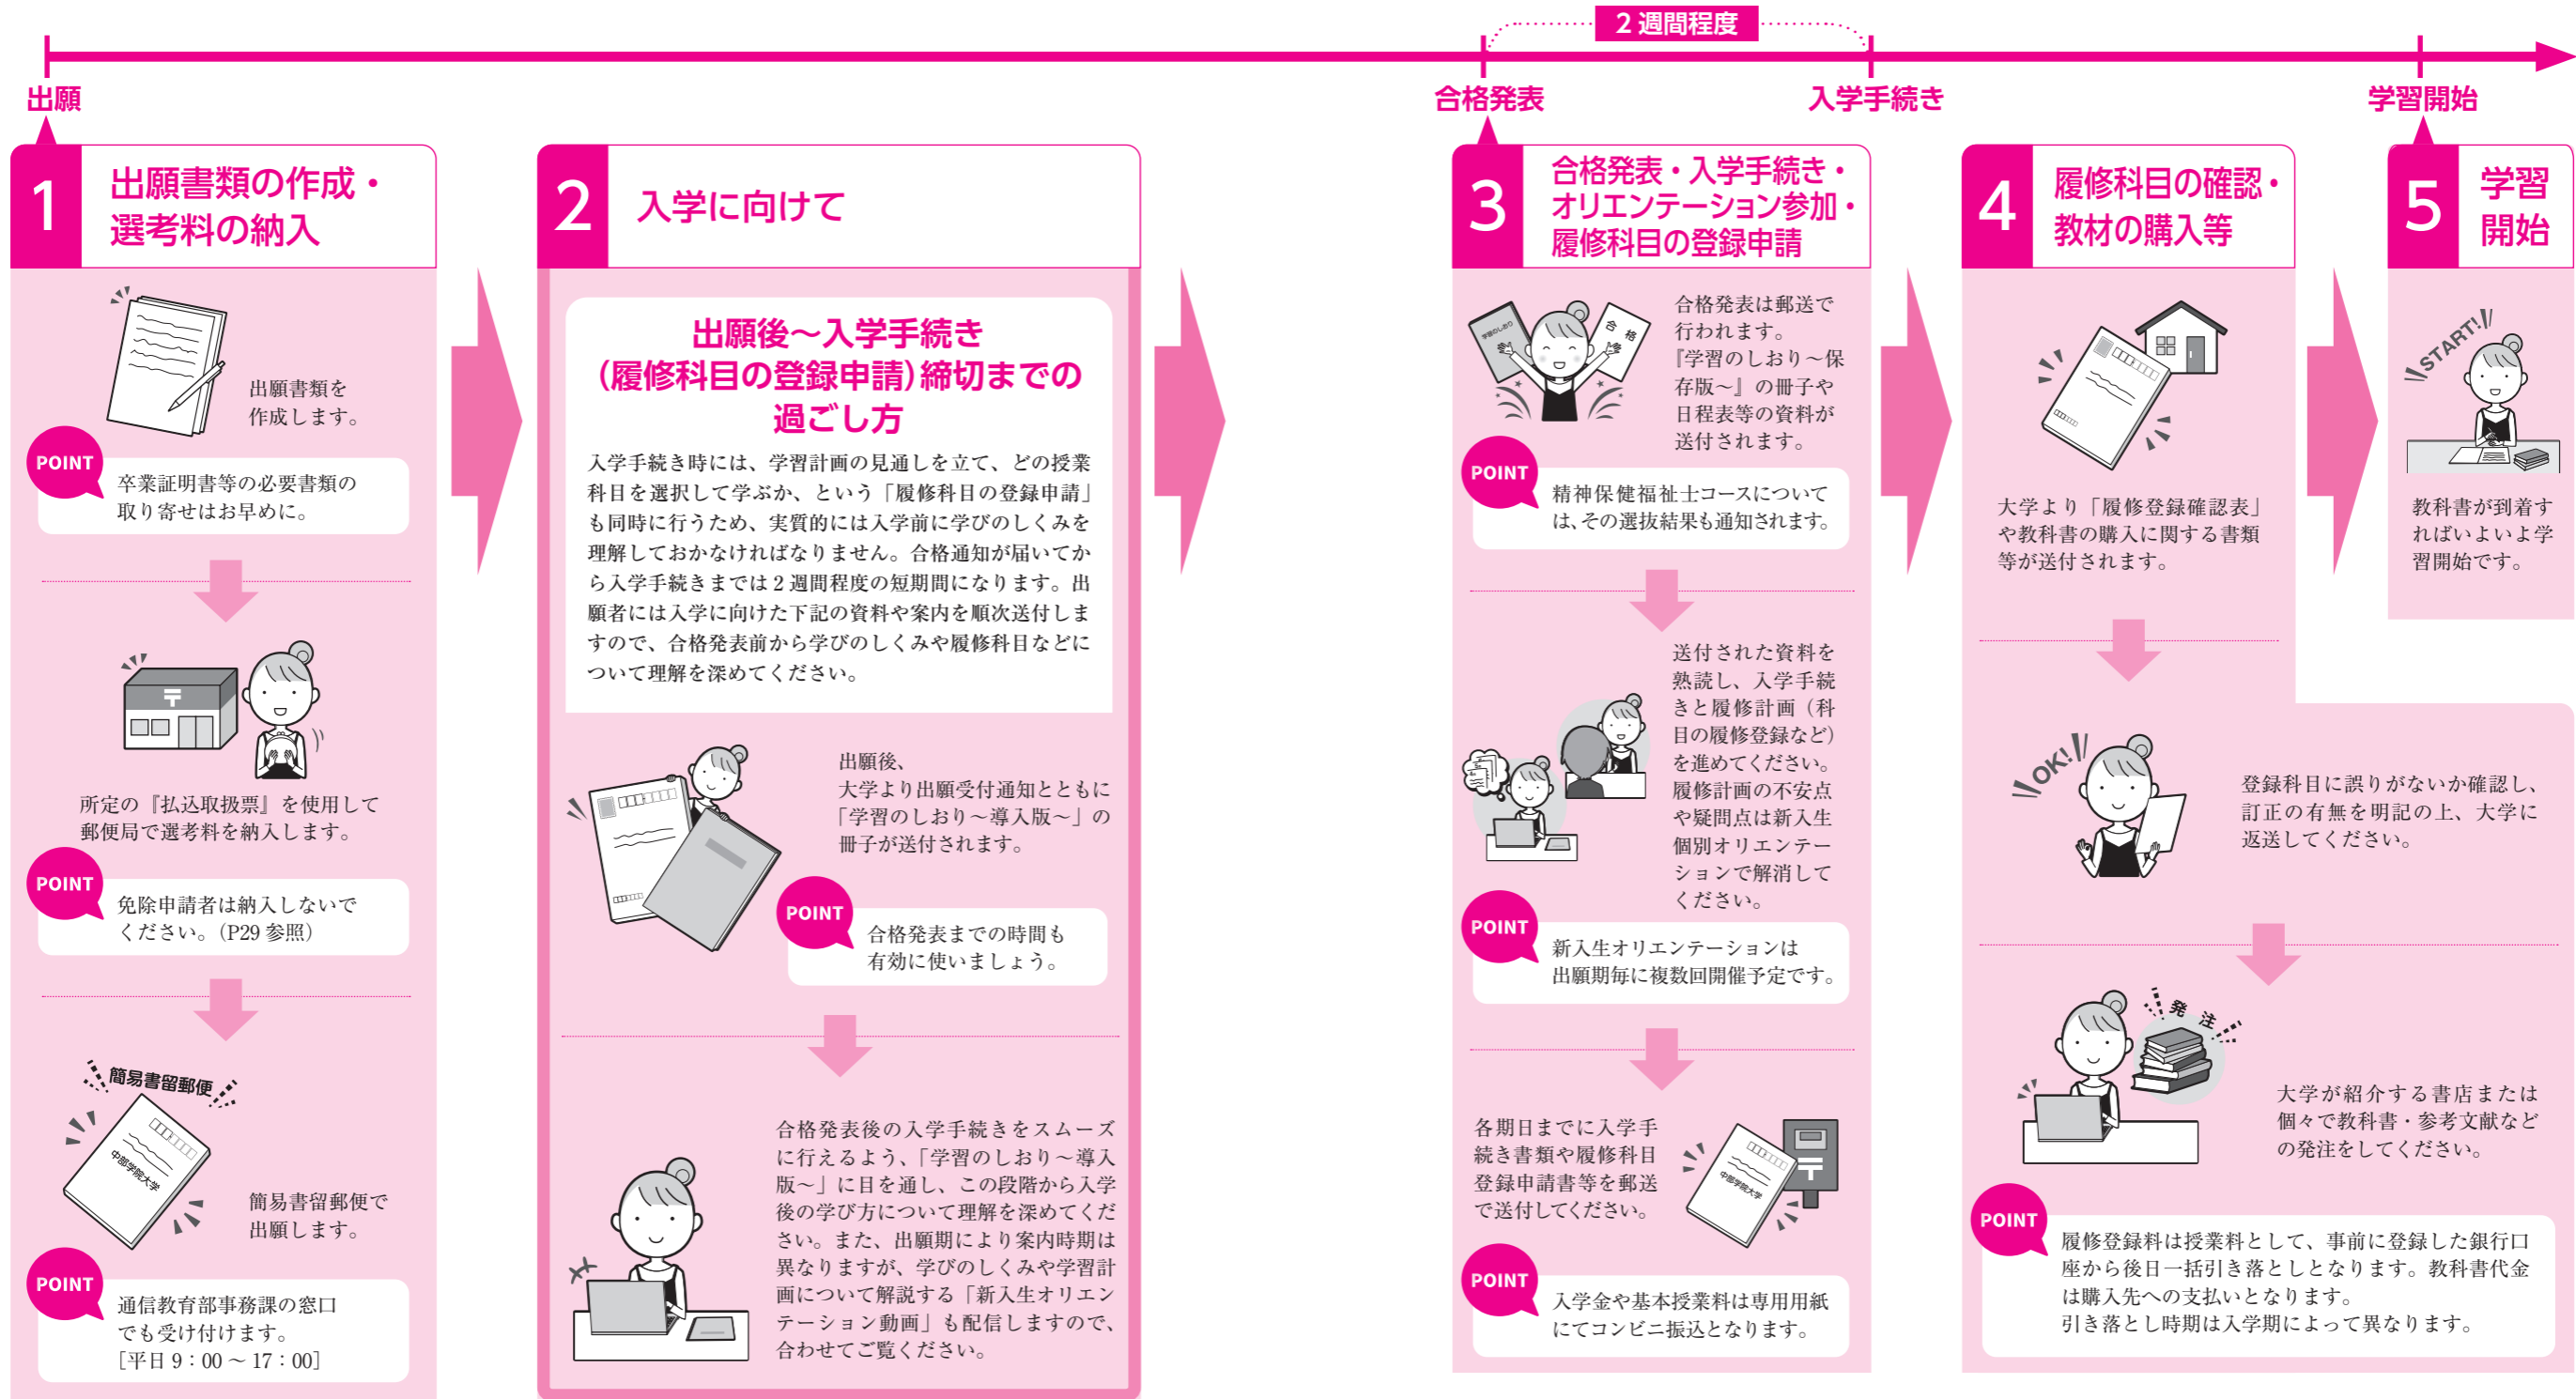 2週間程度
出願
合格発表
入学手続き
学習開始
1
出願書類の作成・
選考料の納入
出願書類を
作成します。
POINT
卒業証明書等の必要書類の
取り寄せはお早めに。
所定の『払込取扱票』を使用して
郵便局で選考料を納入します。
POINT
免除申請者は納入しないで
ください。（P29 参照）
簡易書留郵便
中部学院大学
簡易書留郵便で
出願します。
POINT
通信教育部事務課の窓口
でも受け付けます。
［平日 9：00 ～ 17：00］
2
入学に向けて
出願後～入学手続き
（履修科目の登録申請）締切までの
過ごし方
入学手続き時には、学習計画の見通しを立て、どの授業
科目を選択して学ぶか、という「履修科目の登録申請」
も同時に行うため、実質的には入学前に学びのしくみを
理解しておかなければなりません。合格通知が届いてか
ら入学手続きまでは２週間程度の短期間になります。出
願者には入学に向けた下記の資料や案内を順次送付しま
すので、合格発表前から学びのしくみや履修科目などに
ついて理解を深めてください。
出願後、
大学より出願受付通知とともに
「学習のしおり～導入版～」の
冊子が送付されます。
POINT
合格発表までの時間も
有効に使いましょう。
合格発表後の入学手続きをスムーズ
に行えるよう、「学習のしおり～導入
版～」に目を通し、この段階から入学
後の学び方について理解を深めてくだ
さい。また、出願期により案内時期は
異なりますが、学びのしくみや学習計
画について解説する「新入生オリエン
テーション動画」も配信しますので、
合わせてご覧ください。
3
合格発表・入学手続き・
オリエンテーション参加・
履修科目の登録申請
学習のしおり
合格
合格発表は郵送で
行われます。
『学習のしおり～保
存版～』の冊子や
日程表等の資料が
送付されます。
POINT
精神保健福祉士コースについて
は、その選抜結果も通知されます。
送付された資料を
熟読し、入学手続
きと履修計画（科
目の履修登録など）
を進めてください。
履修計画の不安点
や疑問点は新入生
個別オリエンテー
ションで解消して
ください。
POINT
新入生オリエンテーションは
出願期毎に複数回開催予定です。
各期日までに入学手
続き書類や履修科目
登録申請書等を郵送
で送付してください。
中部学院大学
POINT
入学金や基本授業料は専用用紙
にてコンビニ振込となります。
4
履修科目の確認・
教材の購入等
大学より「履修登録確認表」
や教科書の購入に関する書類
等が送付されます。
OK!
登録科目に誤りがないか確認し、
訂正の有無を明記の上、大学に
返送してください。
発注
大学が紹介する書店または
個々で教科書・参考文献など
の発注をしてください。
POINT
履修登録料は授業料として、事前に登録した銀行口
座から後日一括引き落としとなります。教科書代金
は購入先への支払いとなります。
引き落とし時期は入学期によって異なります。
5
学習
開始
START!
教科書が到着す
ればいよいよ学
習開始です。